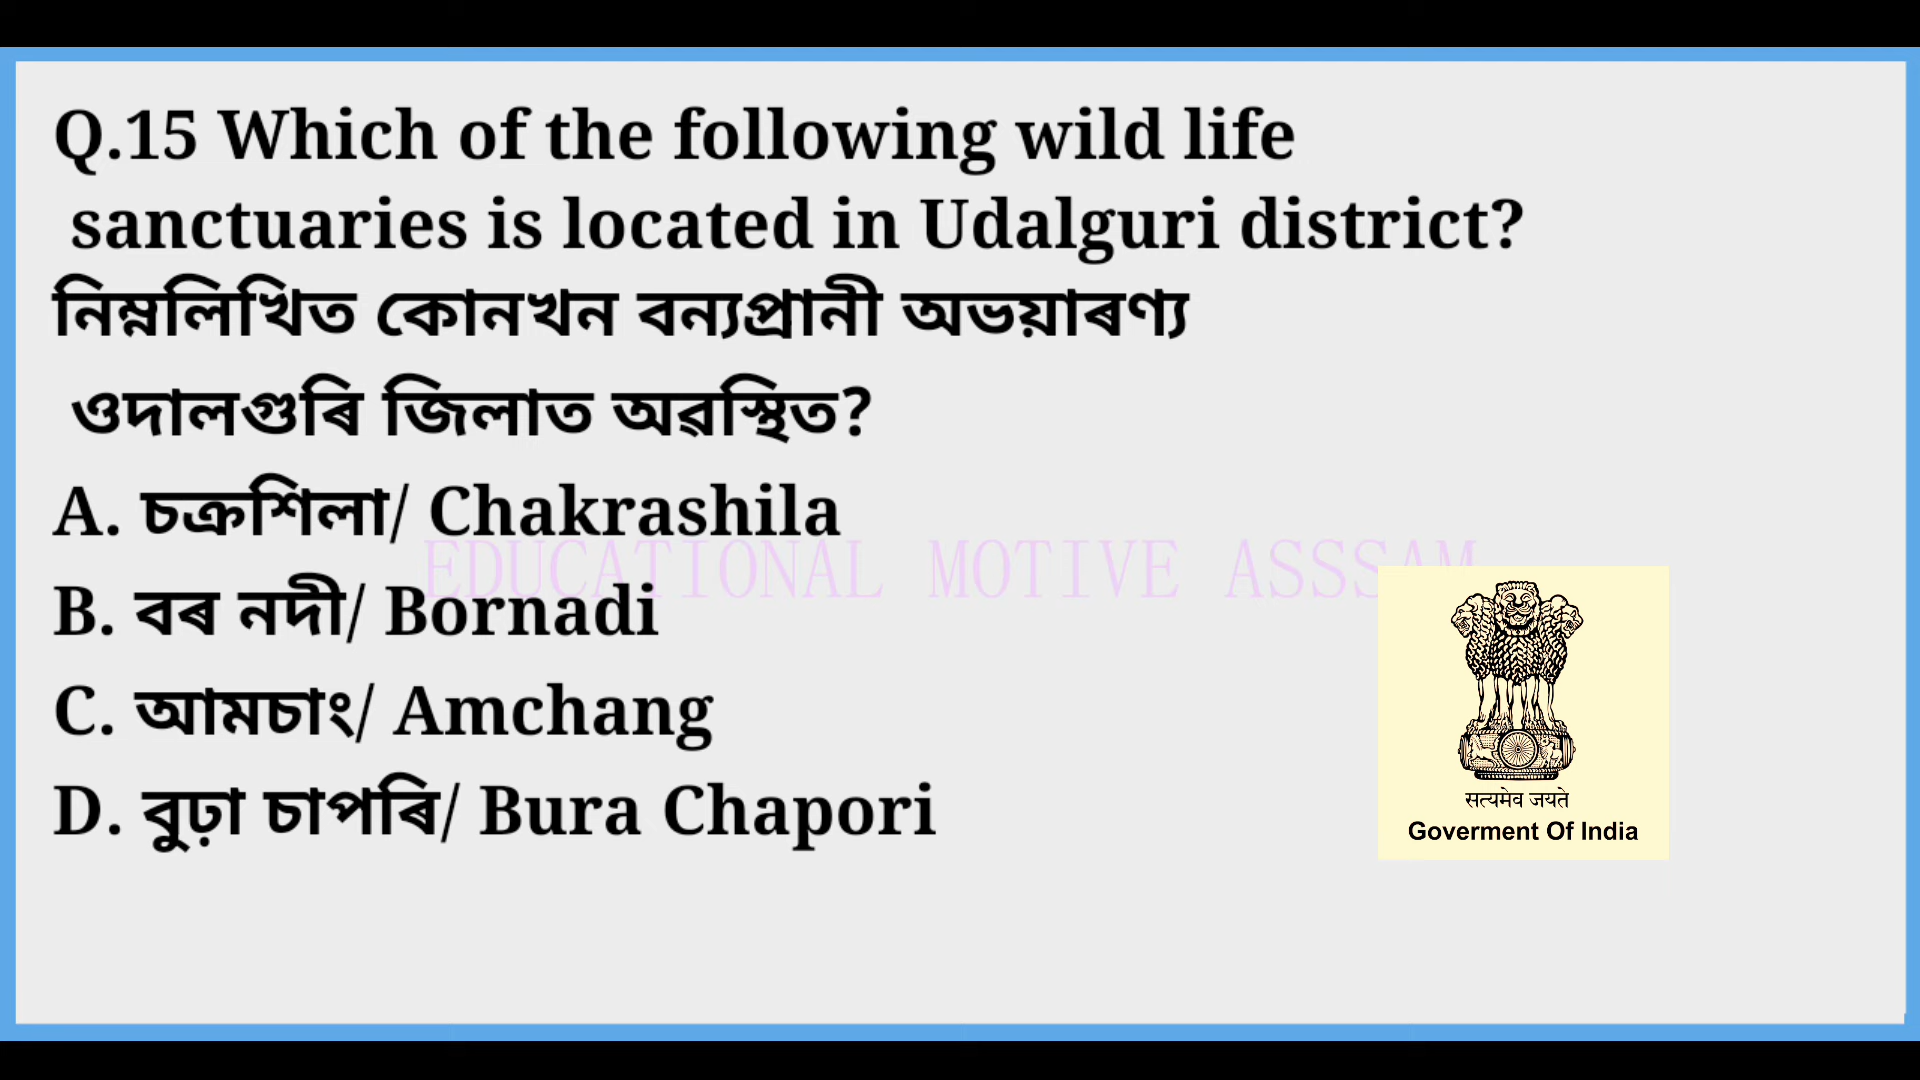 Q.15 Which of the following wild life
sanctuaries is located in Udalguri district?
নিম্নলিখিত কোনখন বন্যপ্ৰানী অভয়াৰণ্য
ওদালগুৰি জিলাত অৱস্থিত?
A. চক্ৰশিলা/ Chakrashila
EDUCATIONAL MOTIVE ASSSAM
B. বৰ নদী/ Bornadi
C. আমচাং/ Amchang
D. বুঢ়া চাপৰি/ Bura Chapori
सत्यमेव जयते
Goverment Of India